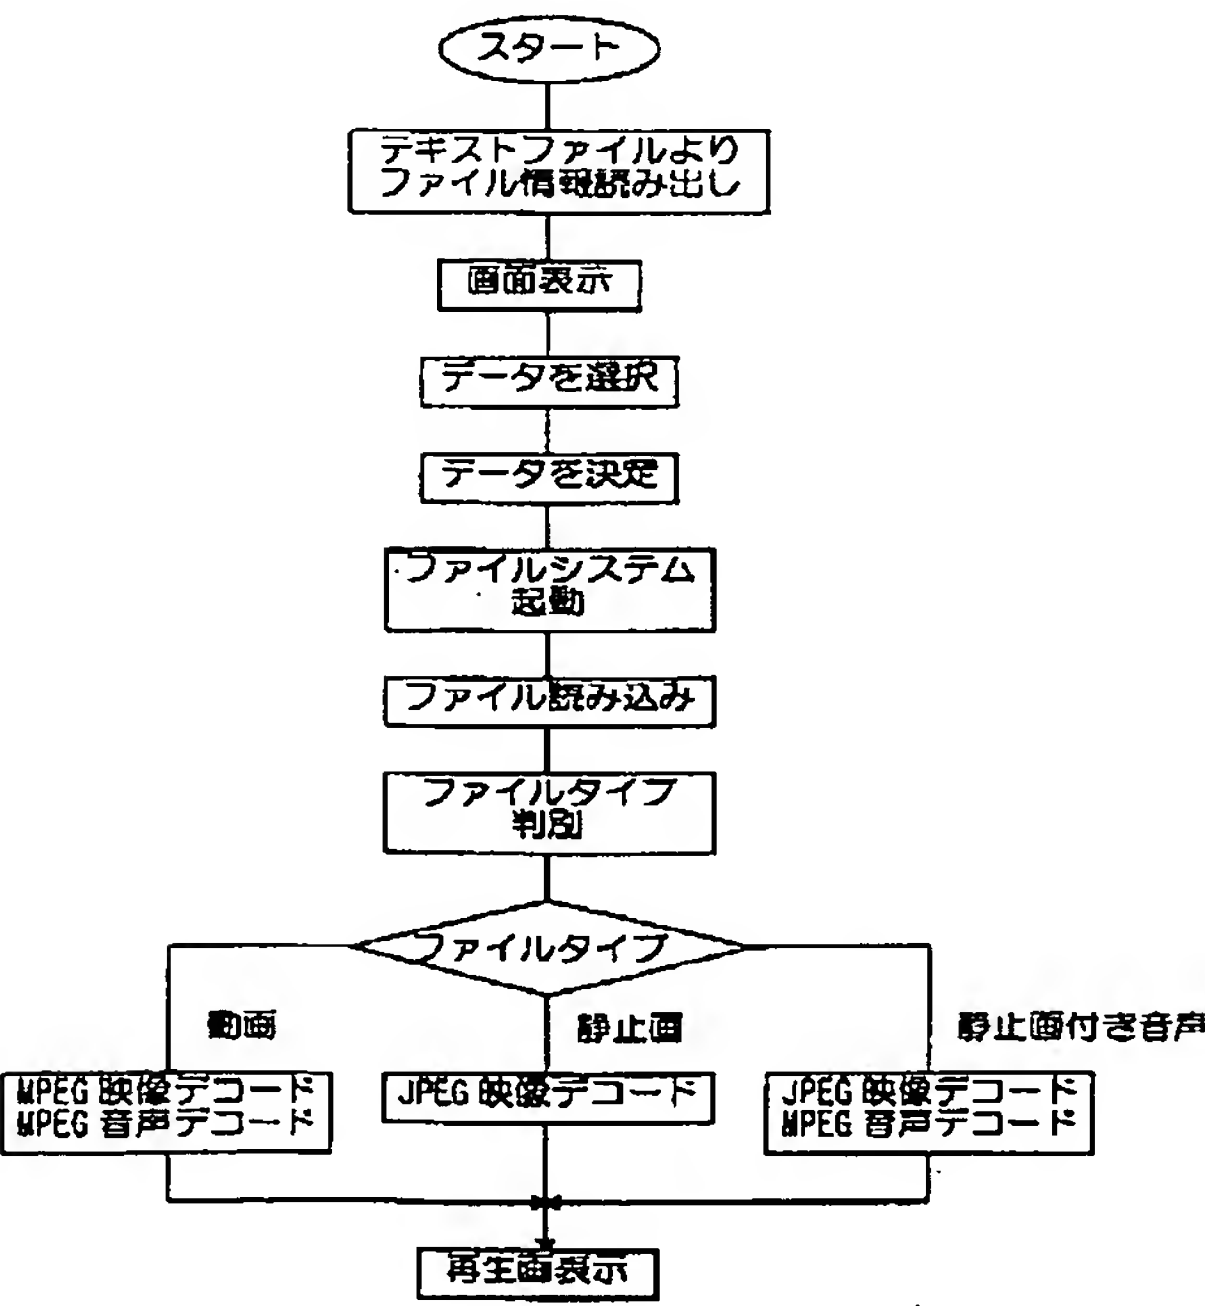 スタート
テキストファイルより
ファイル情報読み出し
画面表示
データを選択
データを決定
ファイルシステム
起動
ファイル読み込み
ファイルタイプ
判別
ファイルタイプ
動画
静止画
静止画付き音声
MPEG 映像デコード
MPEG 音声デコード
JPEG 映像デコード
JPEG 映像デコード
MPEG 音声デコード
再生画表示